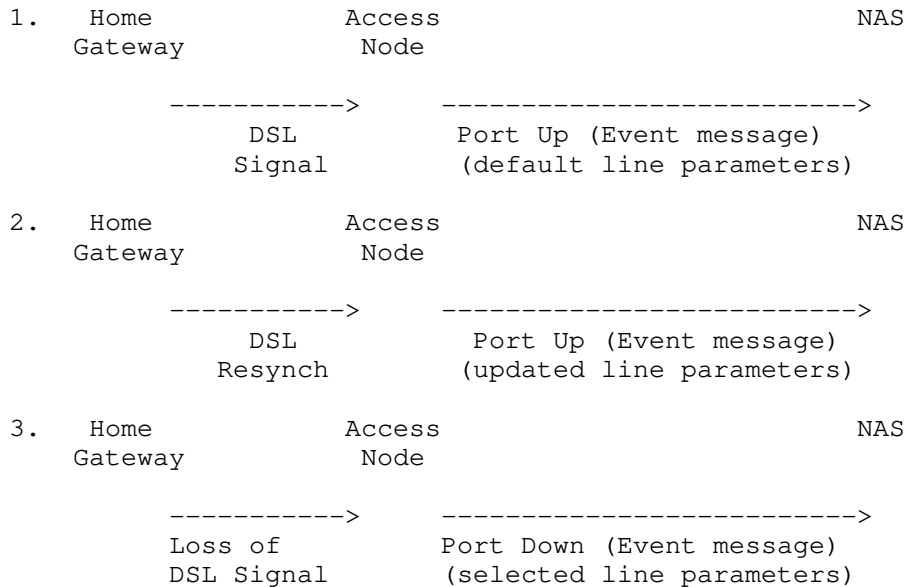 1. Home Access NAS
Gateway Node
-----------> -------------------------->
DSL Port Up (Event message)
Signal (default line parameters)
2. Home Access NAS
Gateway Node
-----------> -------------------------->
DSL Port Up (Event message)
Resynch (updated line parameters)
3. Home Access NAS
Gateway Node
-----------> -------------------------->
Loss of Port Down (Event message)
DSL Signal (selected line parameters)